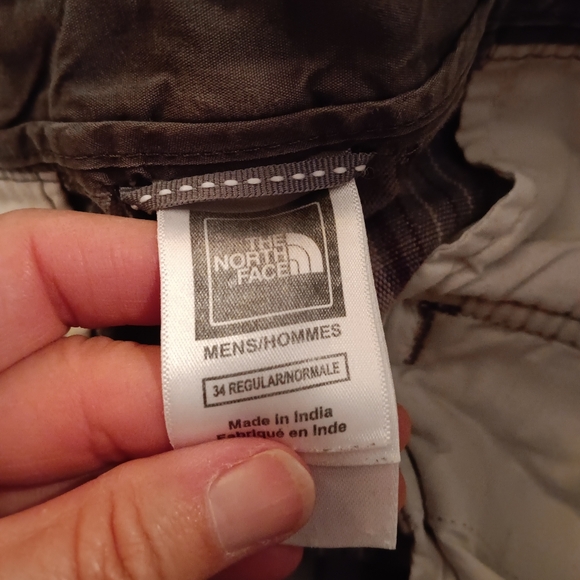 THE
NORTH
FACE
MENS/HOMMES
34 REGULAR/NORMALE
Made in India
Fabriqué en Inde